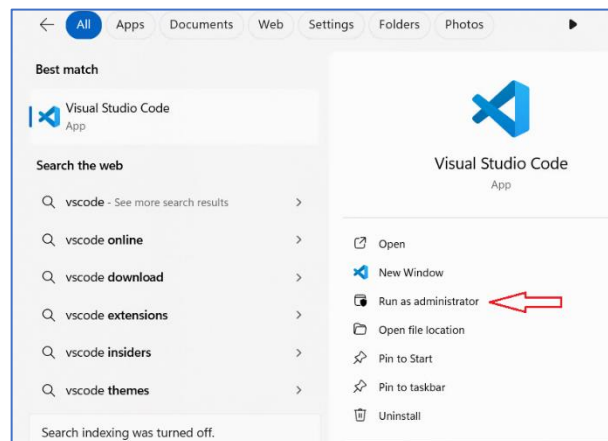 All Apps Documents Web Settings Folders Photos
Best match
Visual Studio Code
App
Search the web
vscode - See more search results
vscode online
vscode download
vscode extensions
vscode insiders
vscode themes
Search indexing was turned off.
Visual Studio Code
App
Open
New Window
Run as administrator
Open file location
Pin to Start
Pin to taskbar
Uninstall